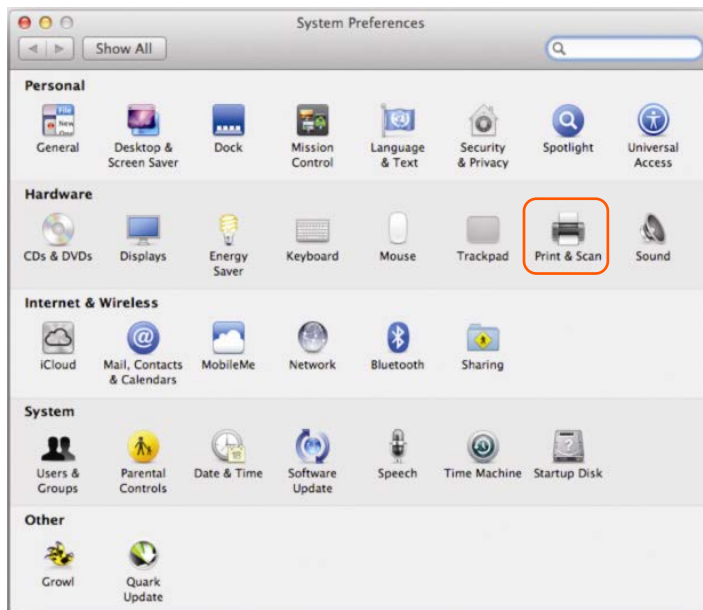 System Preferences
Show All
Personal
General
Desktop &
Screen Saver
Dock
Mission
Control
Language
& Text
Security
& Privacy
Spotlight
Universal
Access
Hardware
CDs & DVDs
Displays
Energy
Saver
Keyboard
Mouse
Trackpad
Print & Scan
Sound
Internet & Wireless
iCloud
Mail, Contacts
& Calendars
MobileMe
Network
Bluetooth
Sharing
System
Users &
Groups
Parental
Controls
Date & Time
Software
Update
Speech
Time Machine
Startup Disk
Other
Growl
Quark
Update